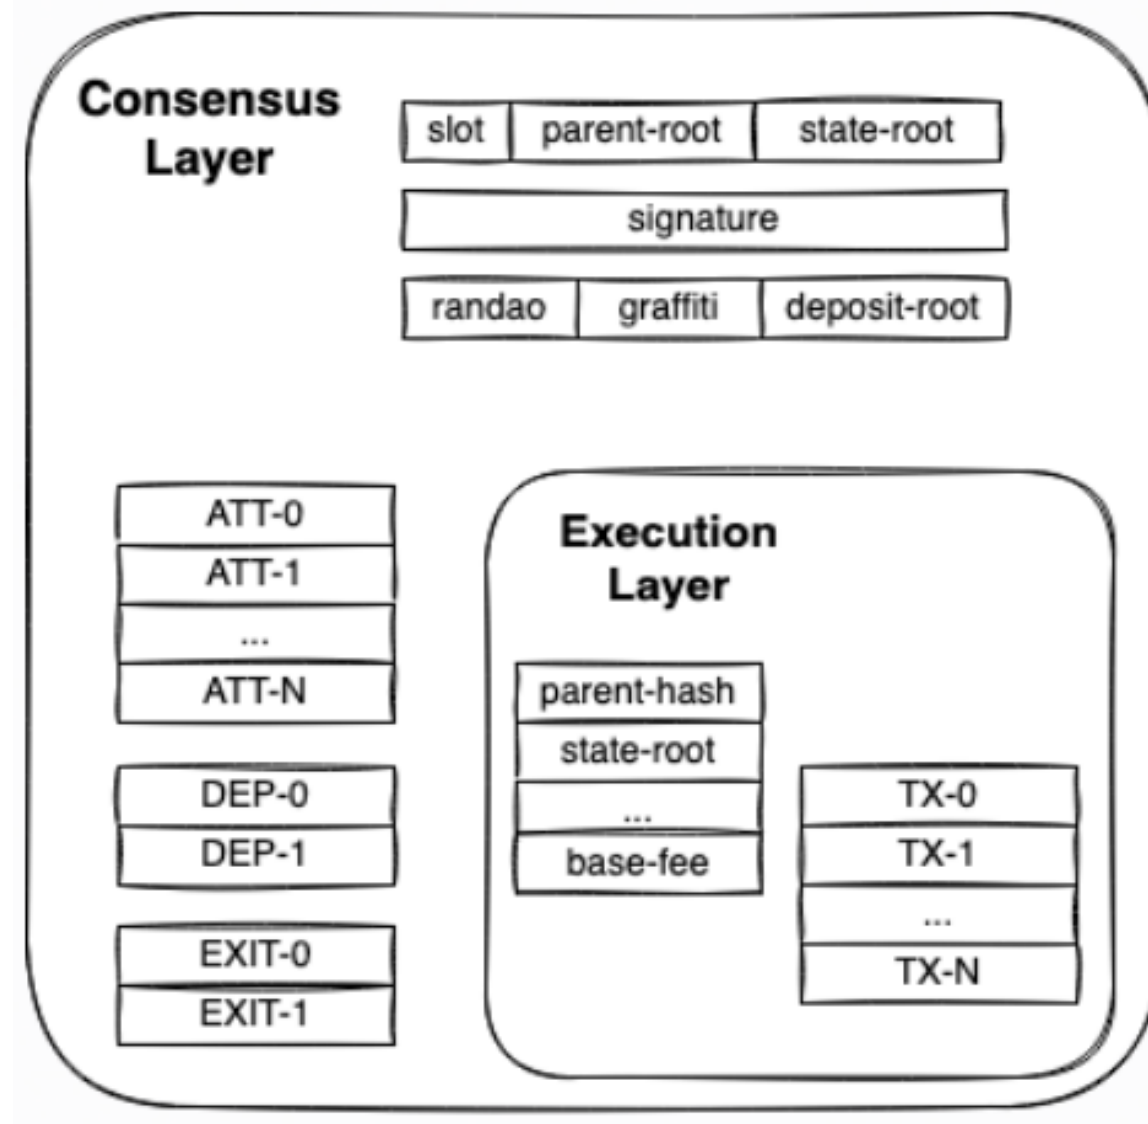 Consensus
Layer
slot parent-root state-root
signature
randao graffiti deposit-root
ATT-0
ATT-1
...
ATT-N
DEP-0
DEP-1
EXIT-0
EXIT-1
Execution
Layer
parent-hash
state-root
...
base-fee
TX-0
TX-1
...
TX-N